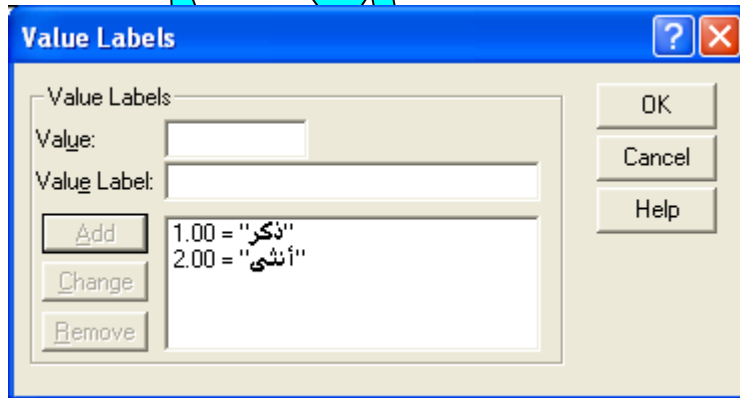 Value Labels
Value Labels
Value:
Value Label:
Add
Change
Remove
1.00 = "ذكر"
2.00 = "أنثى"
OK
Cancel
Help